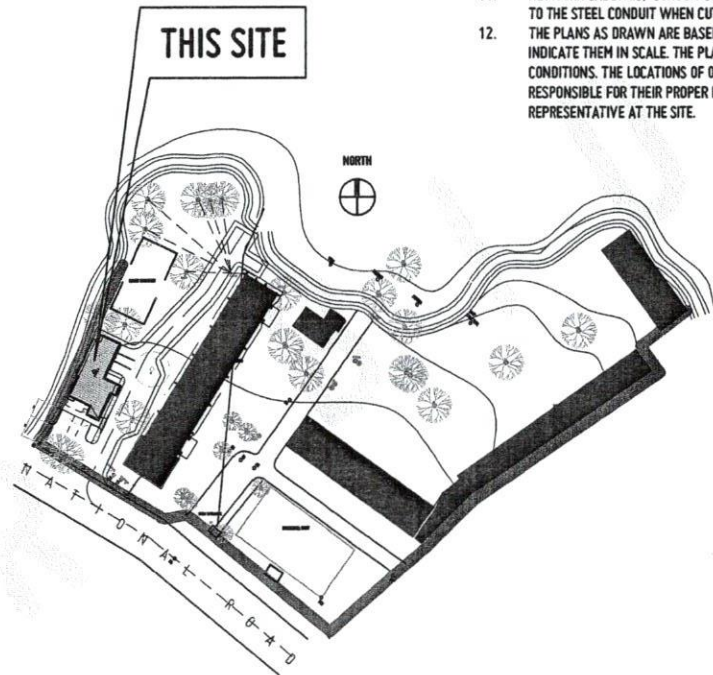 TO THE STEEL CONDUIT WHEN CU
12. THE PLANS AS DRAWN ARE BASE
INDICATE THEM IN SCALE. THE PLA
CONDITIONS. THE LOCATIONS OF O
RESPONSIBLE FOR THEIR PROPER
REPRESENTATIVE AT THE SITE.
THIS SITE
NORTH
NATIONAL ROAD